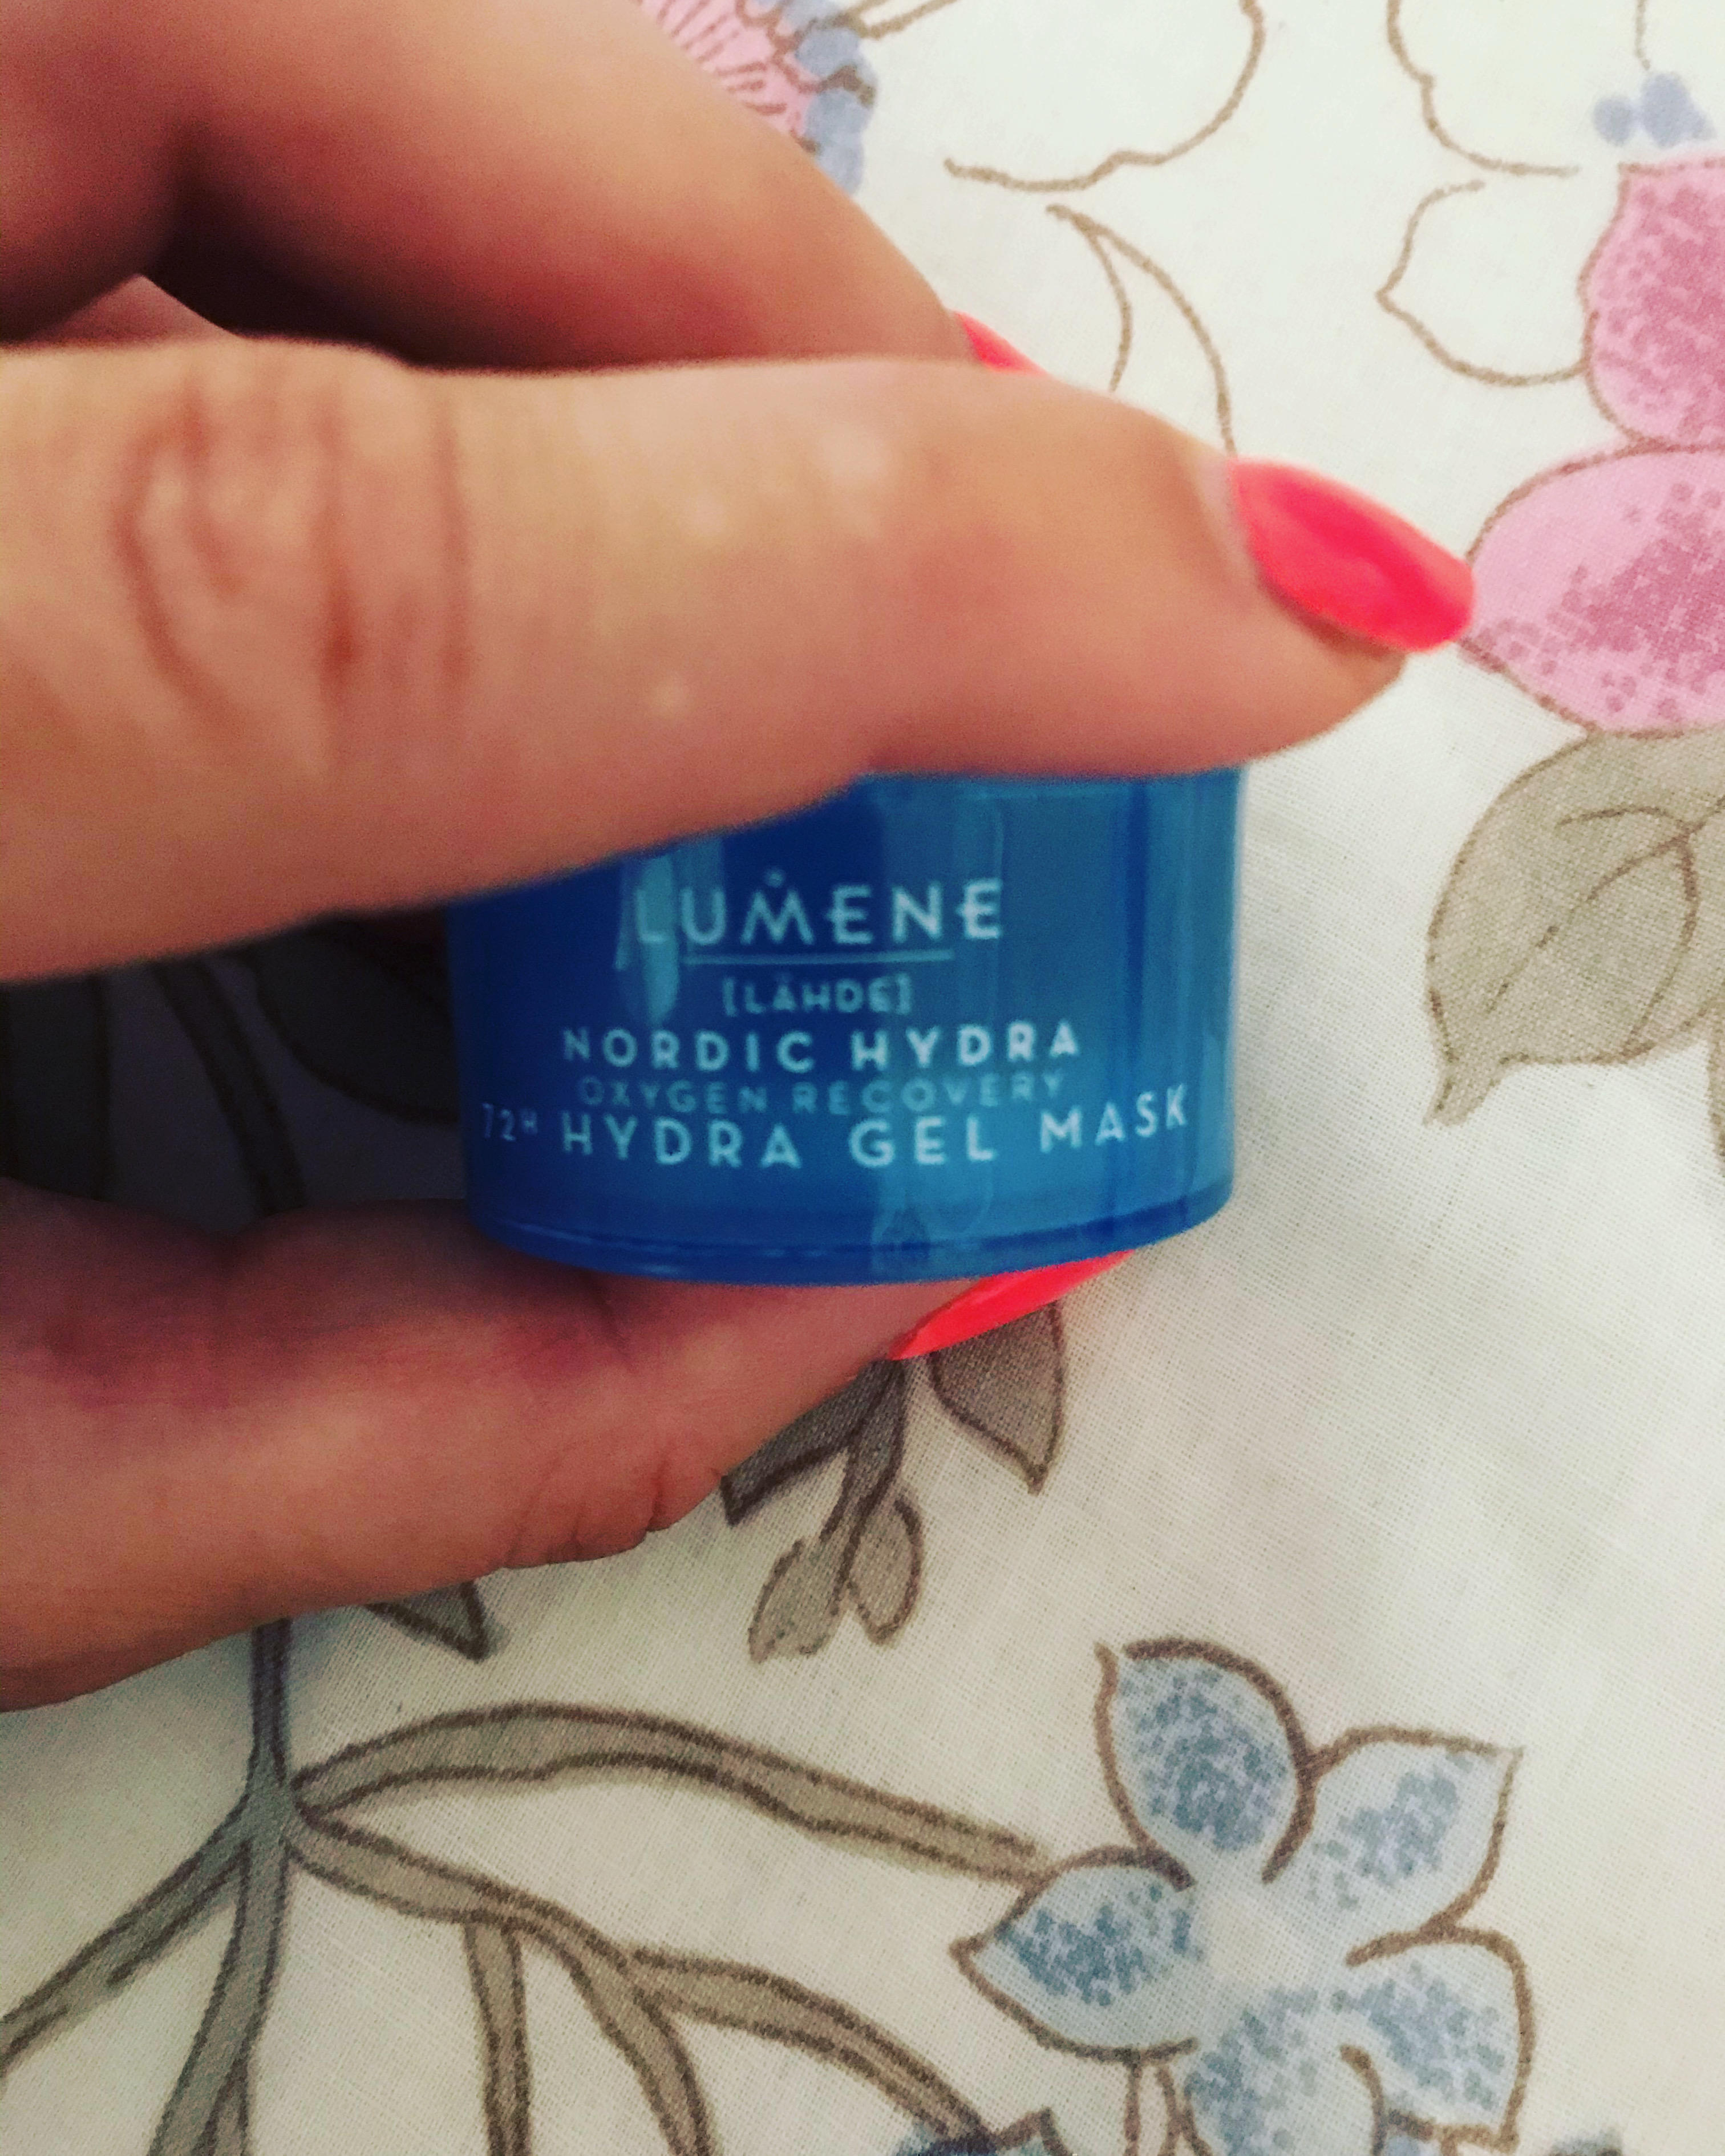 LUMENE
[LÄHDE]
NORDIC HYDRA
OXYGEN RECOVERY
72H HYDRA GEL MASK